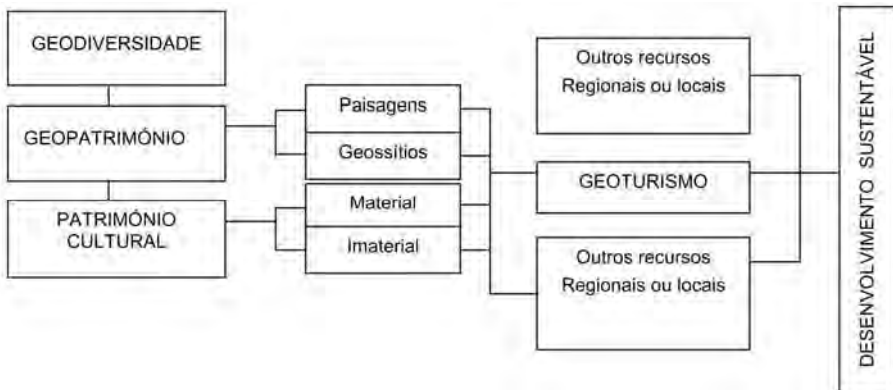 GEODIVERSIDADE
GEOPATRIMÓNIO
PATRIMÓNIO
CULTURAL
Paisagens
Geossítios
Material
Imaterial
Outros recursos
Regionais ou locais
GEOTURISMO
Outros recursos
Regionais ou locais
DESENVOLVIMENTO SUSTENTÁVEL